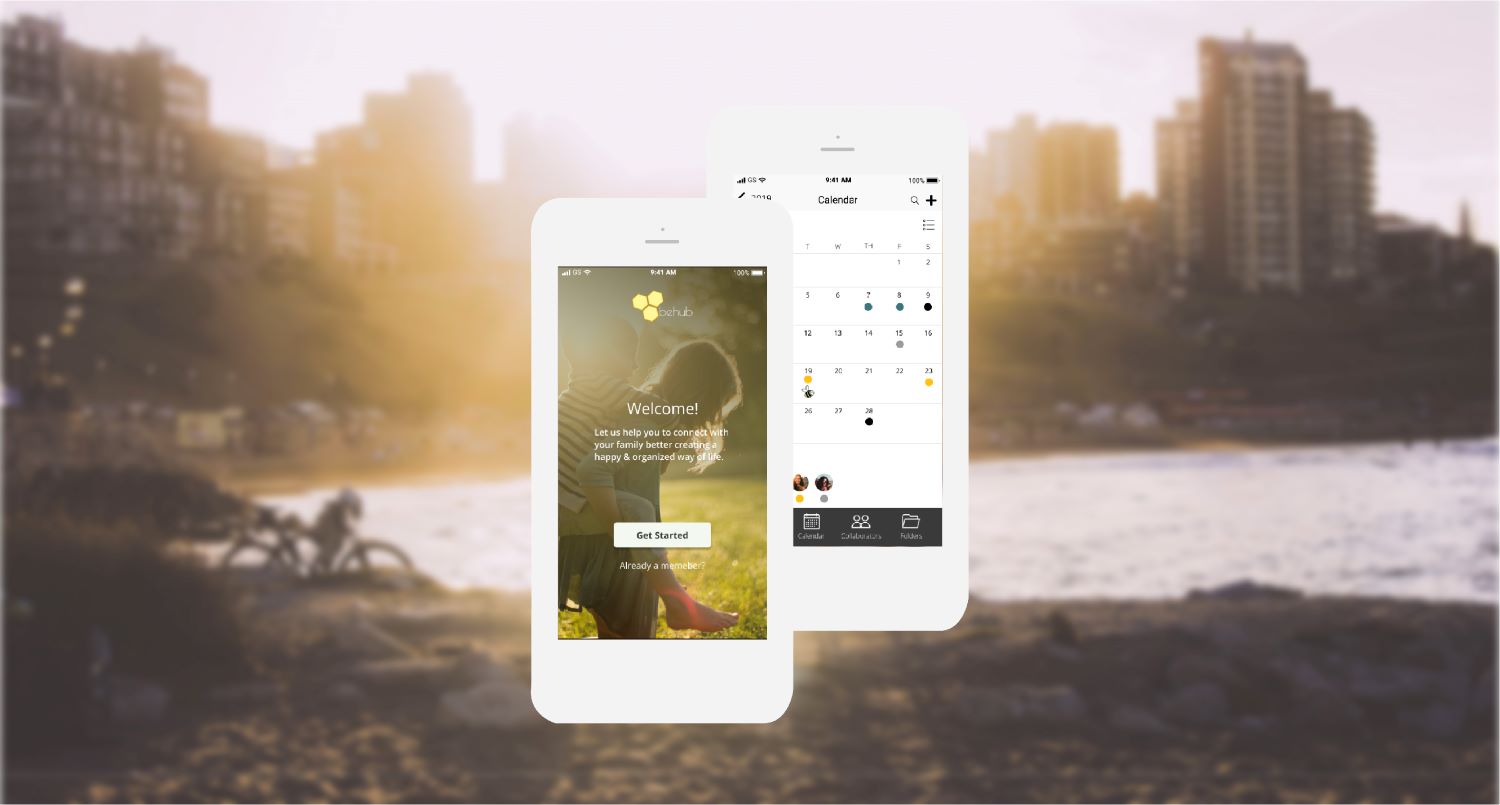 GS 9:41 AM 100%
behub
Welcome!
Let us help you to connect with
your family better creating a
happy & organized way of life.
Get Started
Already a memeber?
GS 9:41 AM 100%
2019 Calendar
T W TH F S
1 2
5 6 7 8 9
12 13 14 15 16
19 20 21 22 23
26 27 28
Calendar Collaborators Folders